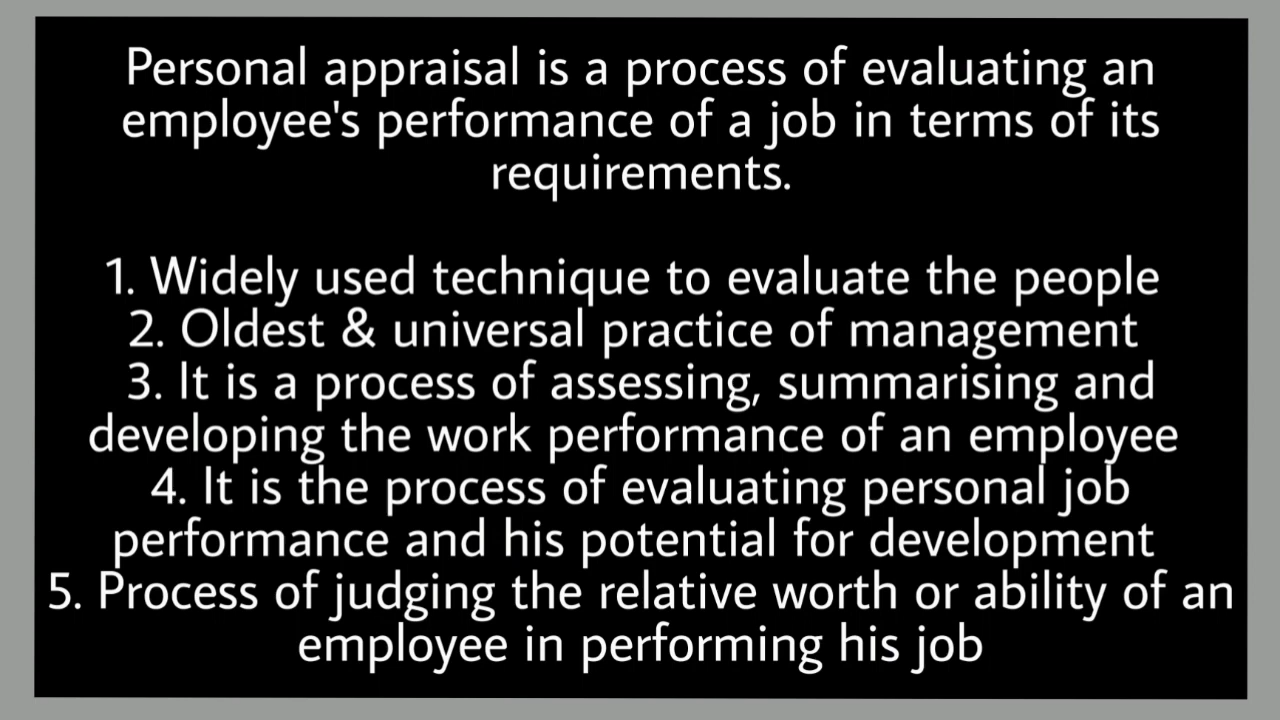 Personal appraisal is a process of evaluating an
employee's performance of a job in terms of its
requirements.
1. Widely used technique to evaluate the people
2. Oldest & universal practice of management
3. It is a process of assessing, summarising and
developing the work performance of an employee
4. It is the process of evaluating personal job
performance and his potential for development
5. Process of judging the relative worth or ability of an
employee in performing his job